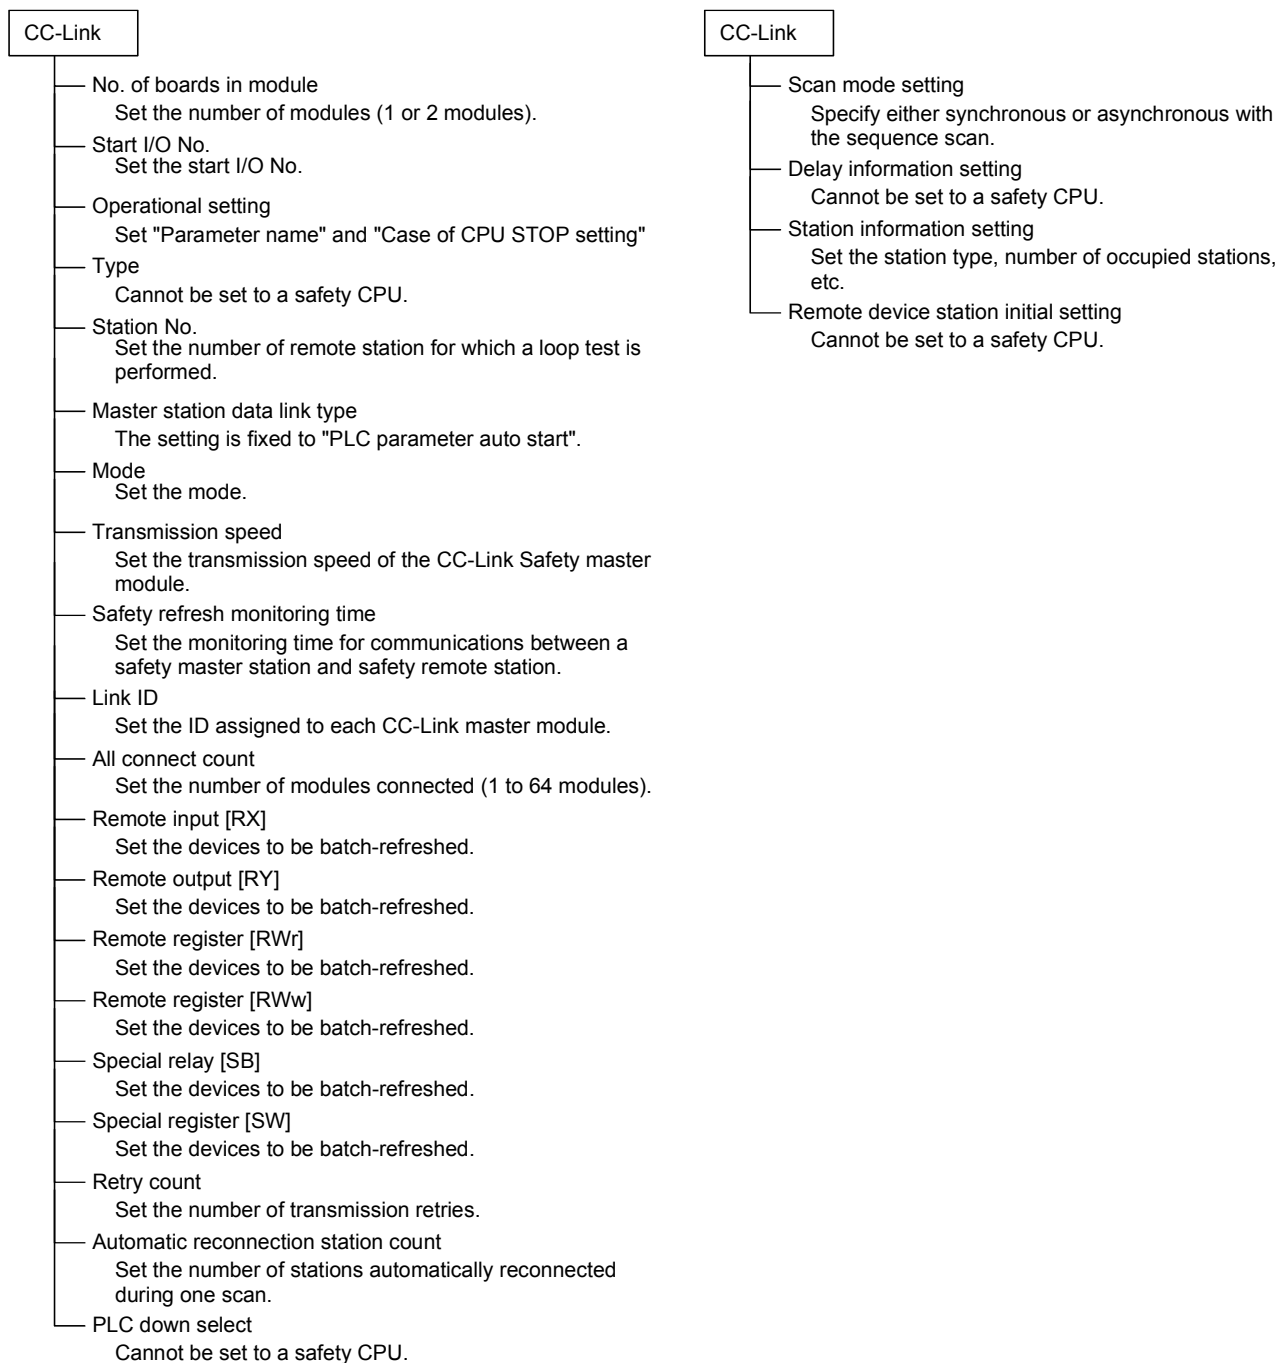 CC-Link
No. of boards in module
Set the number of modules (1 or 2 modules).
Start I/O No.
Set the start I/O No.
Operational setting
Set "Parameter name" and "Case of CPU STOP setting"
Type
Cannot be set to a safety CPU.
Station No.
Set the number of remote station for which a loop test is
performed.
Master station data link type
The setting is fixed to "PLC parameter auto start".
Mode
Set the mode.
Transmission speed
Set the transmission speed of the CC-Link Safety master
module.
Safety refresh monitoring time
Set the monitoring time for communications between a
safety master station and safety remote station.
Link ID
Set the ID assigned to each CC-Link master module.
All connect count
Set the number of modules connected (1 to 64 modules).
Remote input [RX]
Set the devices to be batch-refreshed.
Remote output [RY]
Set the devices to be batch-refreshed.
Remote register [RWr]
Set the devices to be batch-refreshed.
Remote register [RWw]
Set the devices to be batch-refreshed.
Special relay [SB]
Set the devices to be batch-refreshed.
Special register [SW]
Set the devices to be batch-refreshed.
Retry count
Set the number of transmission retries.
Automatic reconnection station count
Set the number of stations automatically reconnected
during one scan.
PLC down select
Cannot be set to a safety CPU.
CC-Link
Scan mode setting
Specify either synchronous or asynchronous with
the sequence scan.
Delay information setting
Cannot be set to a safety CPU.
Station information setting
Set the station type, number of occupied stations,
etc.
Remote device station initial setting
Cannot be set to a safety CPU.